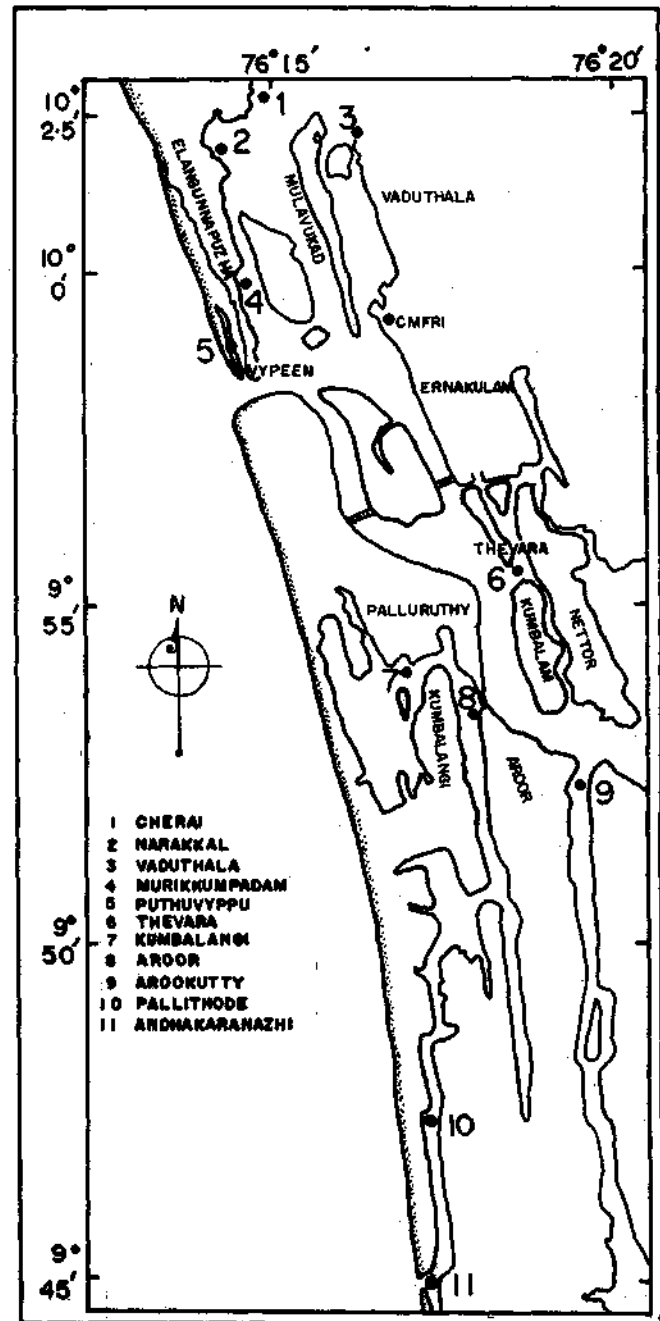 76° 15′ 76° 20′
10° 2·5′
1
2
3
ELANGUNNAPUZHA
MULAVUKAD
VADUTHALA
10° 0′
4
CMFRI
5
VYPEEN
ERNAKULAM
THEVARA
6
9° 55′
PALLURUTHY
KUMBALAM
NETTOR
N
7
8
KUMBALANGI
AROOR
9
1 CHERAI
2 NARAKKAL
3 VADUTHALA
4 MURIKKUMPADAM
5 PUTHUVYPPU
6 THEVARA
7 KUMBALANGI
8 AROOR
9 AROOKUTTY
10 PALLITHODE
11 ANDHAKARANAZHI
9° 50′
10
9° 45′
11